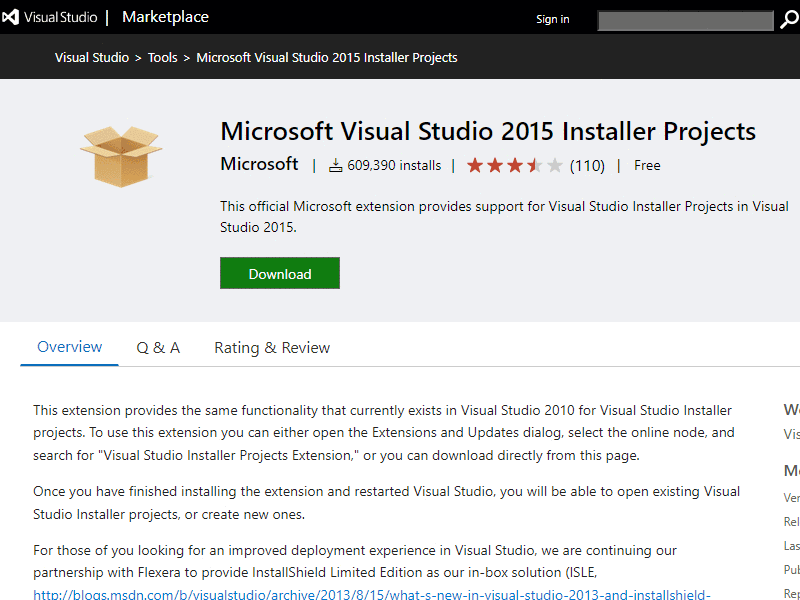 Visual Studio | Marketplace Sign in
Visual Studio > Tools > Microsoft Visual Studio 2015 Installer Projects
Microsoft Visual Studio 2015 Installer Projects
Microsoft | 609,390 installs | (110) | Free
This official Microsoft extension provides support for Visual Studio Installer Projects in Visual
Studio 2015.
Download
Overview Q & A Rating & Review
This extension provides the same functionality that currently exists in Visual Studio 2010 for Visual Studio Installer
projects. To use this extension you can either open the Extensions and Updates dialog, select the online node, and
search for "Visual Studio Installer Projects Extension," or you can download directly from this page.
Once you have finished installing the extension and restarted Visual Studio, you will be able to open existing Visual
Studio Installer projects, or create new ones.
For those of you looking for an improved deployment experience in Visual Studio, we are continuing our
partnership with Flexera to provide InstallShield Limited Edition as our in-box solution (ISLE,
http://blogs.msdn.com/b/visualstudio/archive/2013/8/15/what-s-new-in-visual-studio-2013-and-installshield-